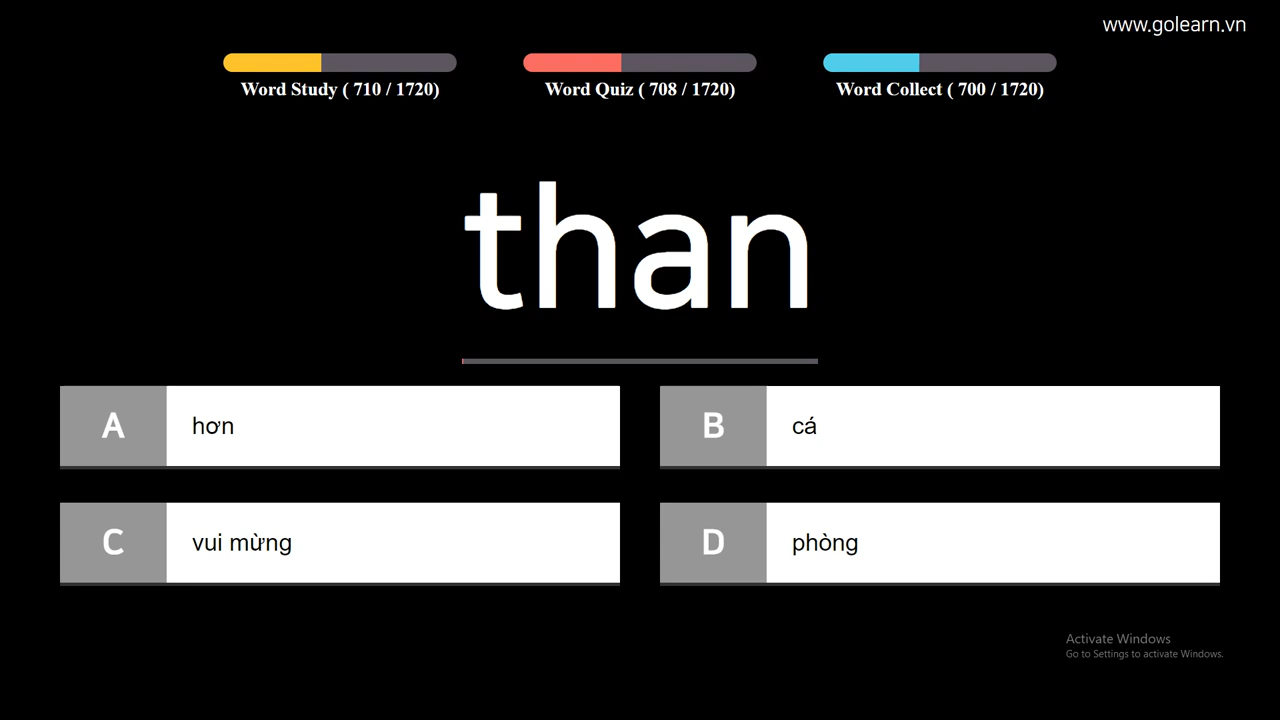 www.golearn.vn
Word Study ( 710 / 1720)
Word Quiz ( 708 / 1720)
Word Collect ( 700 / 1720)
than
A hơn
B cá
C vui mừng
D phòng
Activate Windows
Go to Settings to activate Windows.